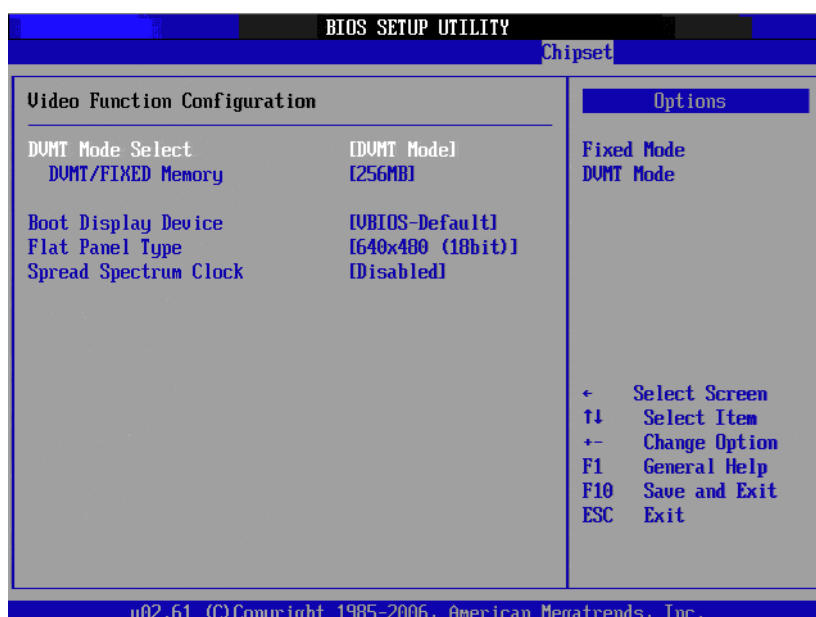 BIOS SETUP UTILITY
Chipset
Video Function Configuration
DVMT Mode Select [DVMT Mode]
DVMT/FIXED Memory [256MB]
Boot Display Device [VBIOS-Default]
Flat Panel Type [640x480 (18bit)]
Spread Spectrum Clock [Disabled]
Options
Fixed Mode
DVMT Mode
← Select Screen
↑↓ Select Item
+- Change Option
F1 General Help
F10 Save and Exit
ESC Exit
v02.61 (C)Copyright 1985-2006, American Megatrends, Inc.